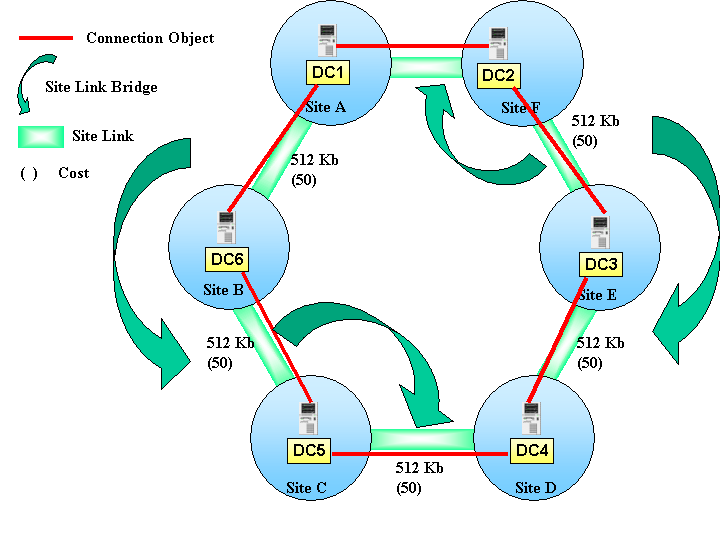 Connection Object
Site Link Bridge
Site Link
( ) Cost
DC1
Site A
DC2
Site F
512 Kb
(50)
512 Kb
(50)
DC6
Site B
DC3
Site E
512 Kb
(50)
512 Kb
(50)
DC5
Site C
512 Kb
(50)
DC4
Site D